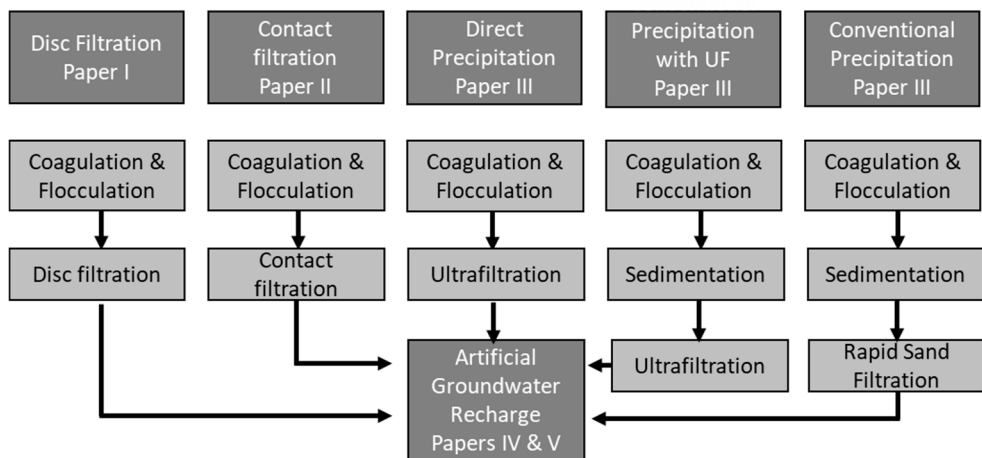 Disc Filtration
Paper I
Contact
filtration
Paper II
Direct
Precipitation
Paper III
Precipitation
with UF
Paper III
Conventional
Precipitation
Paper III
Coagulation &
Flocculation
Coagulation &
Flocculation
Coagulation &
Flocculation
Coagulation &
Flocculation
Coagulation &
Flocculation
Disc filtration
Contact
filtration
Ultrafiltration
Sedimentation
Sedimentation
Artificial
Groundwater
Recharge
Papers IV & V
Ultrafiltration
Rapid Sand
Filtration